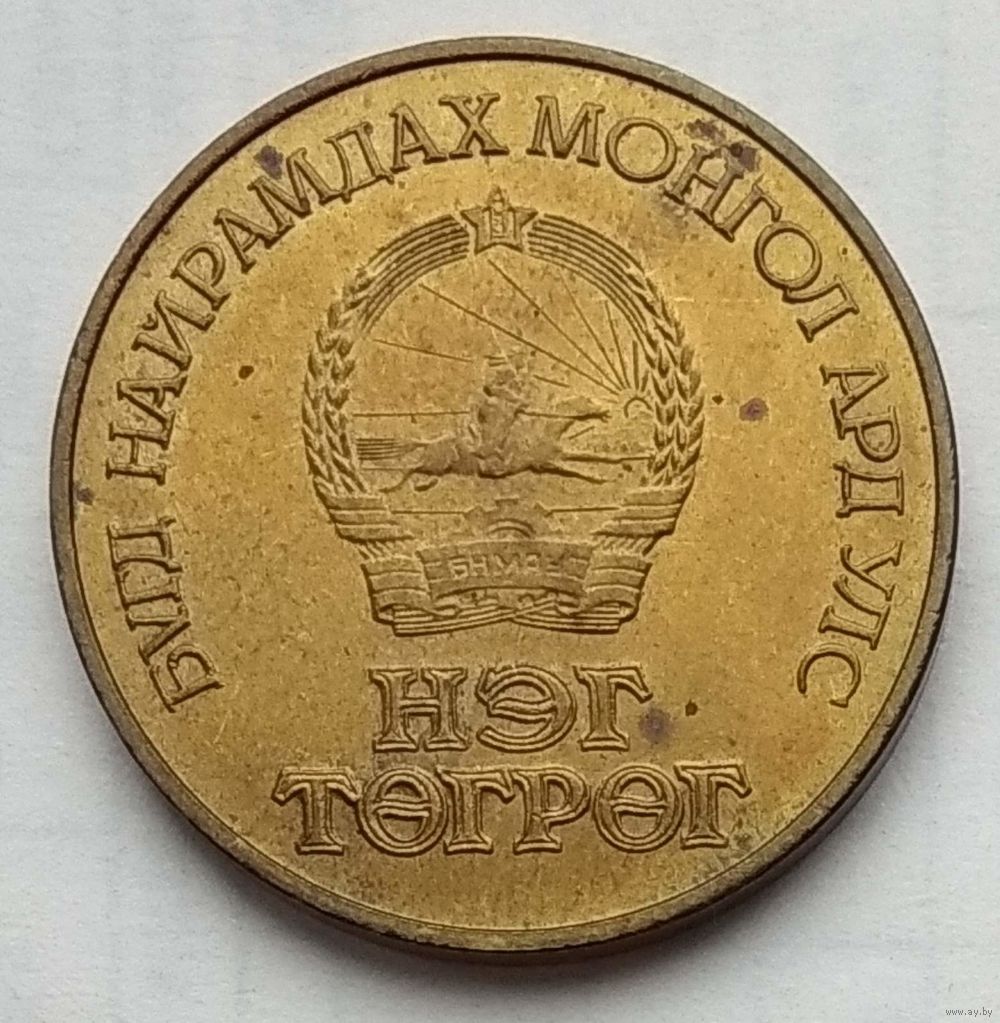 БҮГД НАЙРАМДАХ МОНГОЛ АРД УЛС
БНМАУ
НЭГ
ТӨГРӨГ
www.ay.by